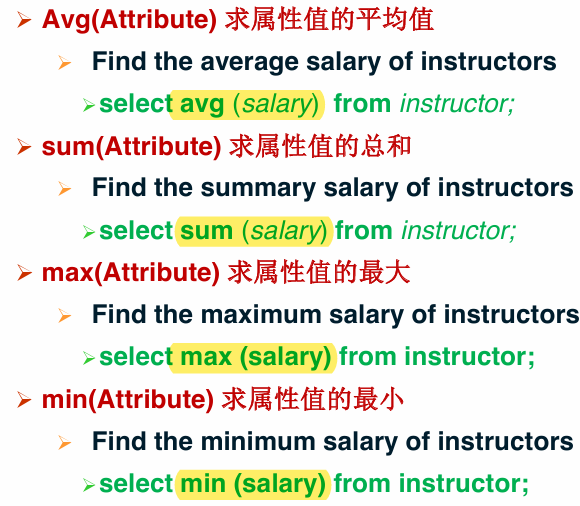 Avg(Attribute) 求属性值的平均值
Find the average salary of instructors
select avg (salary) from instructor;
sum(Attribute) 求属性值的总和
Find the summary salary of instructors
select sum (salary) from instructor;
max(Attribute) 求属性值的最大
Find the maximum salary of instructors
select max (salary) from instructor;
min(Attribute) 求属性值的最小
Find the minimum salary of instructors
select min (salary) from instructor;